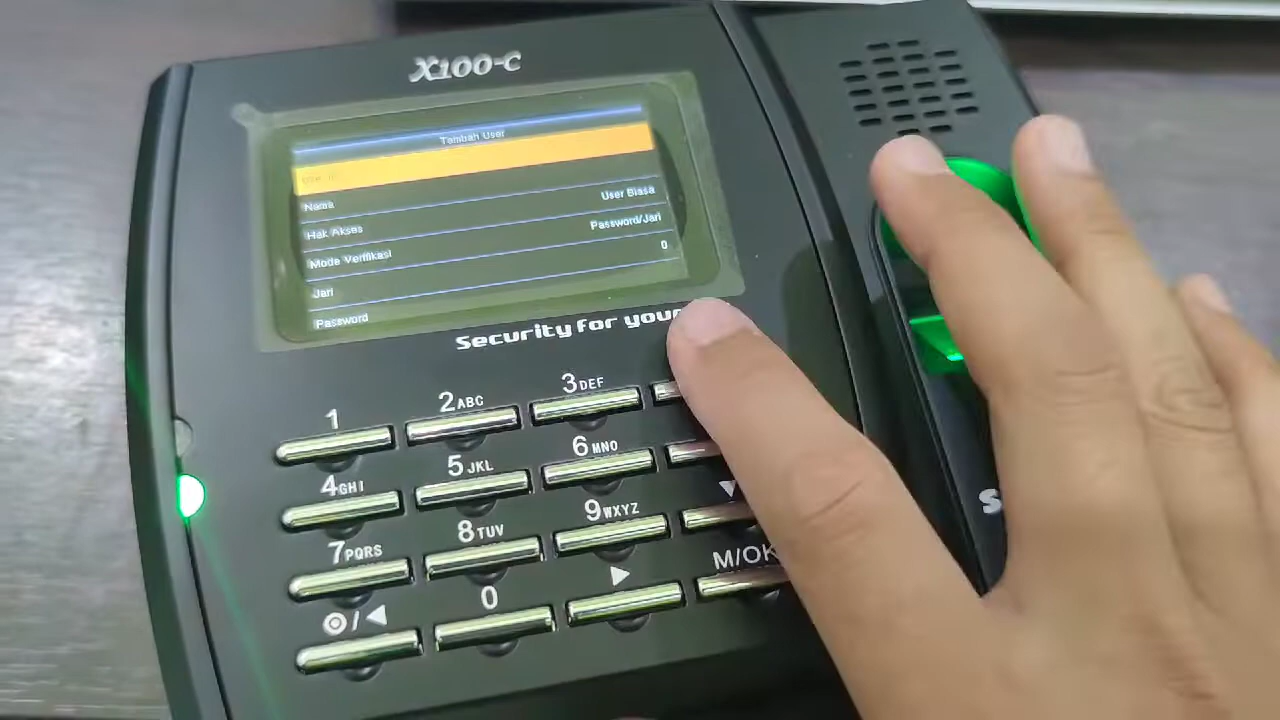 X100-C
Tambah User
Nama
Hak Akses User Biasa
Mode Verifikasi Password/Jari
Jari 0
Password
Security for your
1 2ABC 3DEF
4GHI 5JKL 6MNO
7PQRS 8TUV 9WXYZ ▼
◎/◀ 0 ▶ M/OK
S